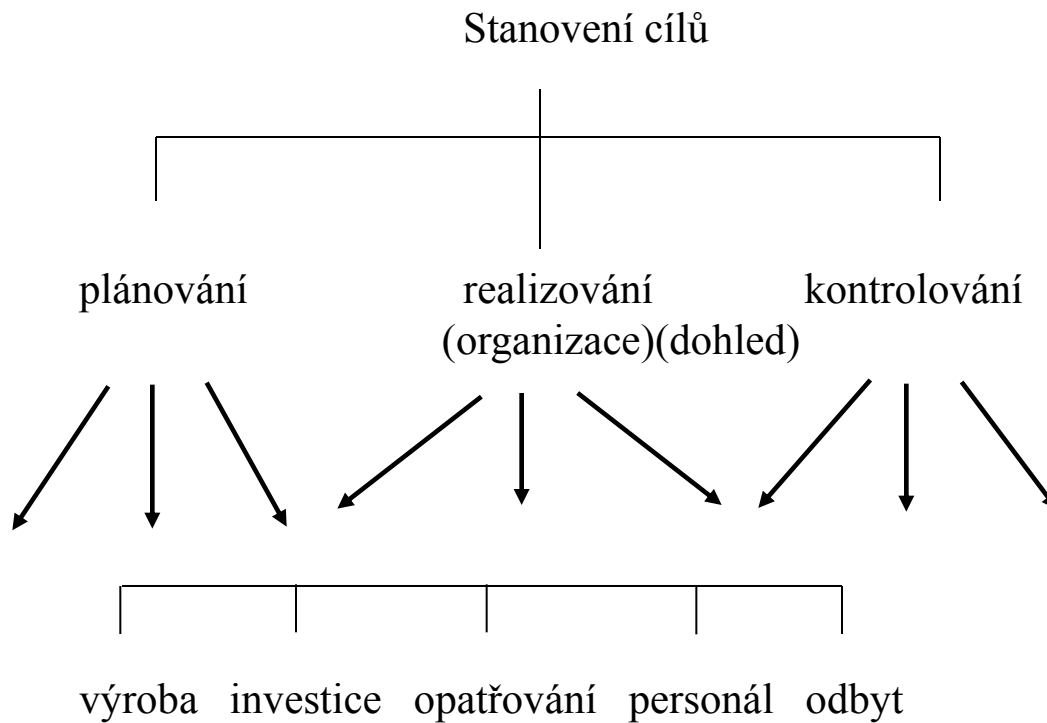 Stanovení cílů
plánování realizování kontrolování
(organizace)(dohled)
výroba investice opatřování personál odbyt